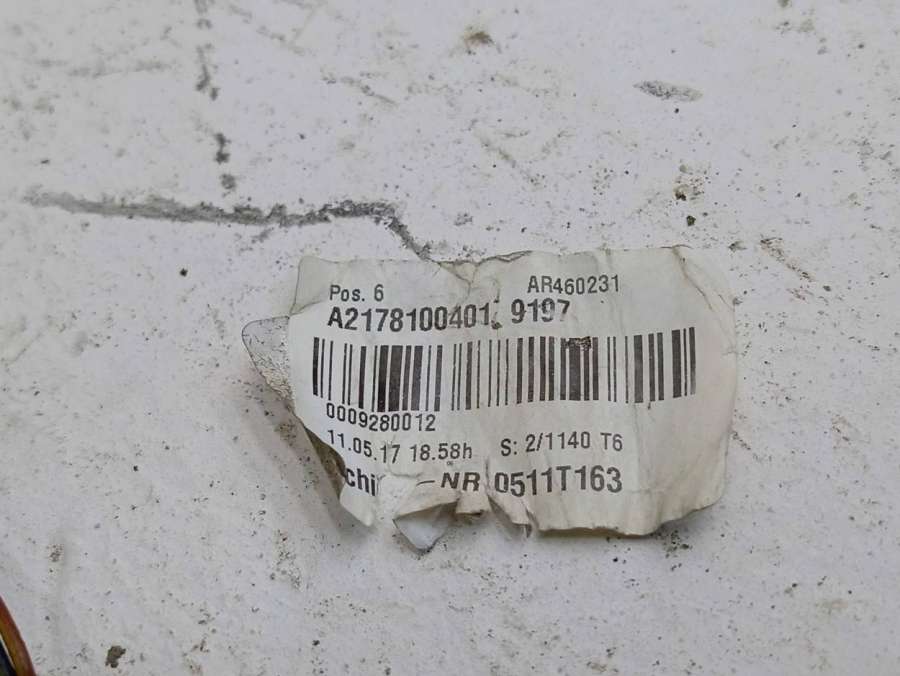 Pos. 6 AR460231
A2178100401 9197
0009280012
11.05.17 18.58h S: 2/1140 T6
-NR 0511T163